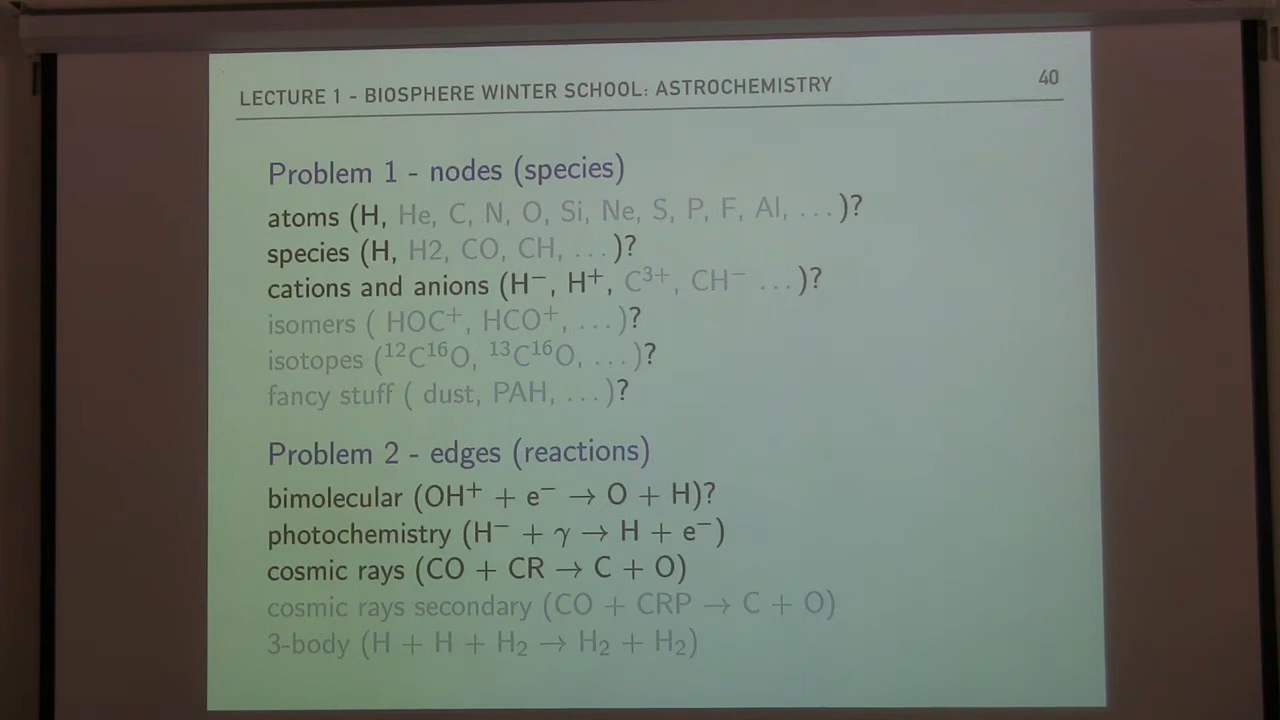 LECTURE 1 - BIOSPHERE WINTER SCHOOL: ASTROCHEMISTRY 40
Problem 1 - nodes (species)
atoms (H, He, C, N, O, Si, Ne, S, P, F, Al, ...)?
species (H, H2, CO, CH, ...)?
cations and anions (H⁻, H⁺, C³⁺, CH⁻ ...)?
isomers ( HOC⁺, HCO⁺, ...)?
isotopes (¹²C¹⁶O, ¹³C¹⁶O, ...)?
fancy stuff ( dust, PAH, ...)?
Problem 2 - edges (reactions)
bimolecular (OH⁺ + e⁻ → O + H)?
photochemistry (H⁻ + γ → H + e⁻)
cosmic rays (CO + CR → C + O)
cosmic rays secondary (CO + CRP → C + O)
3-body (H + H + H₂ → H₂ + H₂)